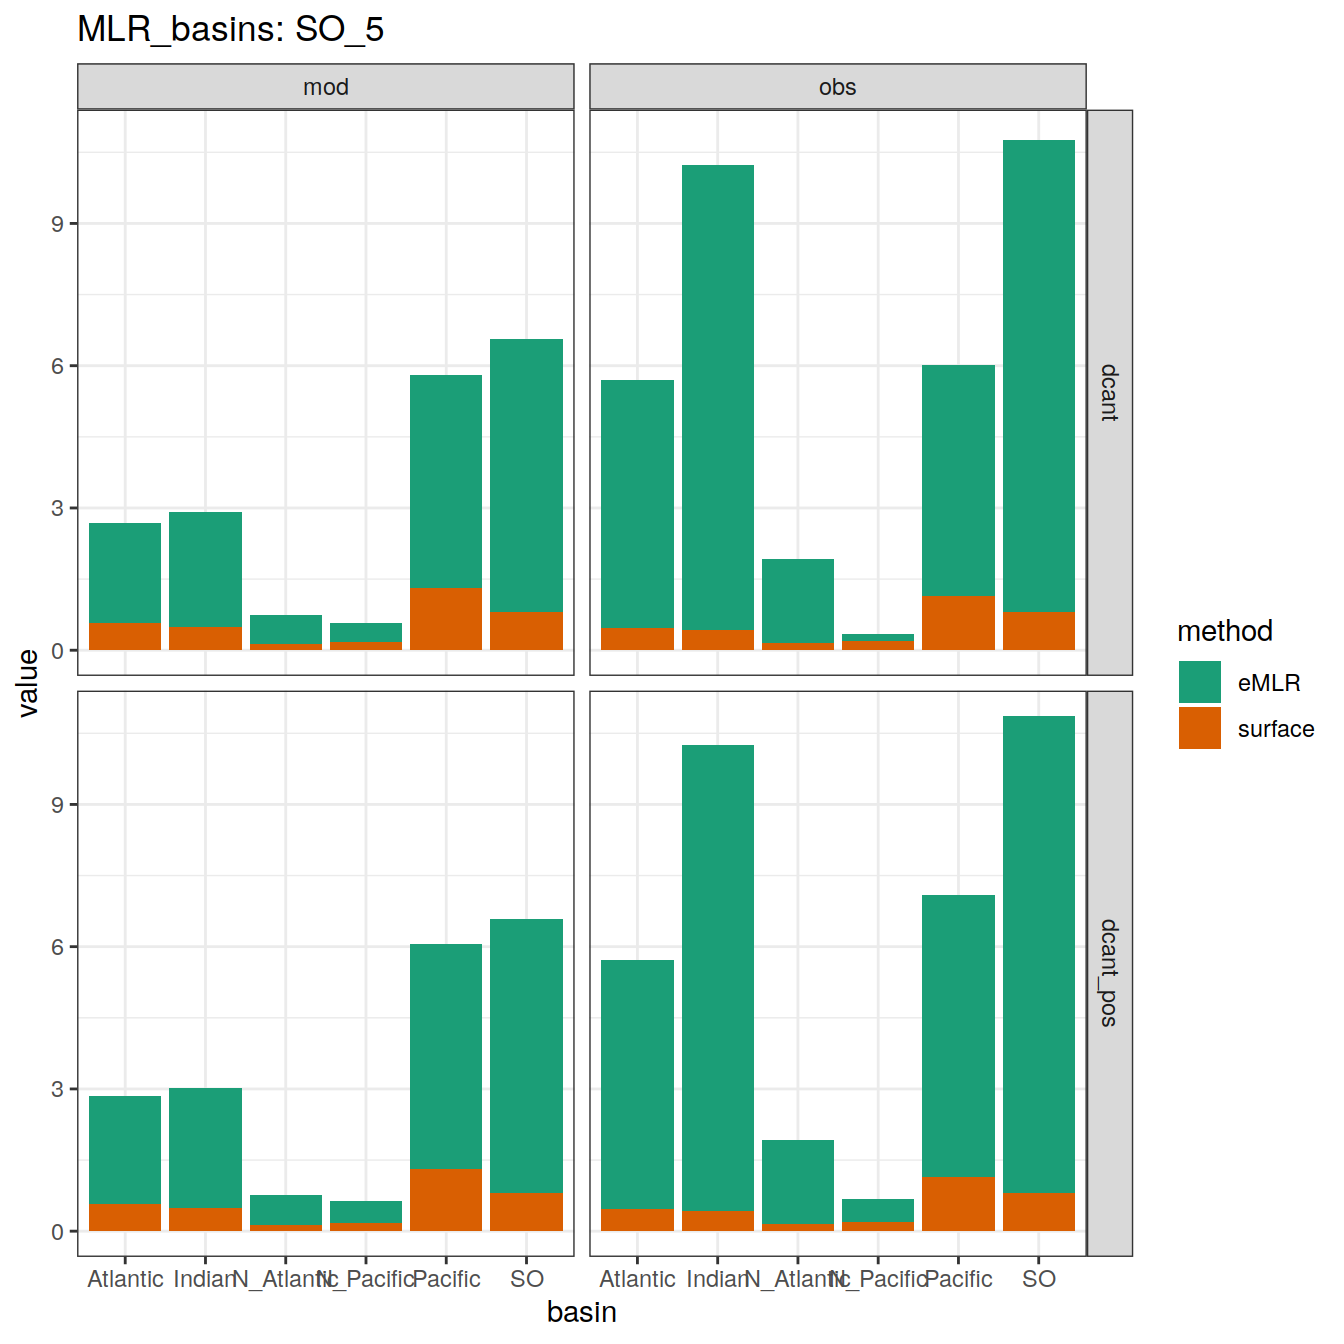 MLR_basins: SO_5
mod
obs
9
6
3
0
dcant
9
6
3
0
dcant_pos
value
Atlantic Indian N_Atlantic N_Pacific Pacific SO
Atlantic Indian N_Atlantic N_Pacific Pacific SO
basin
method
eMLR
surface